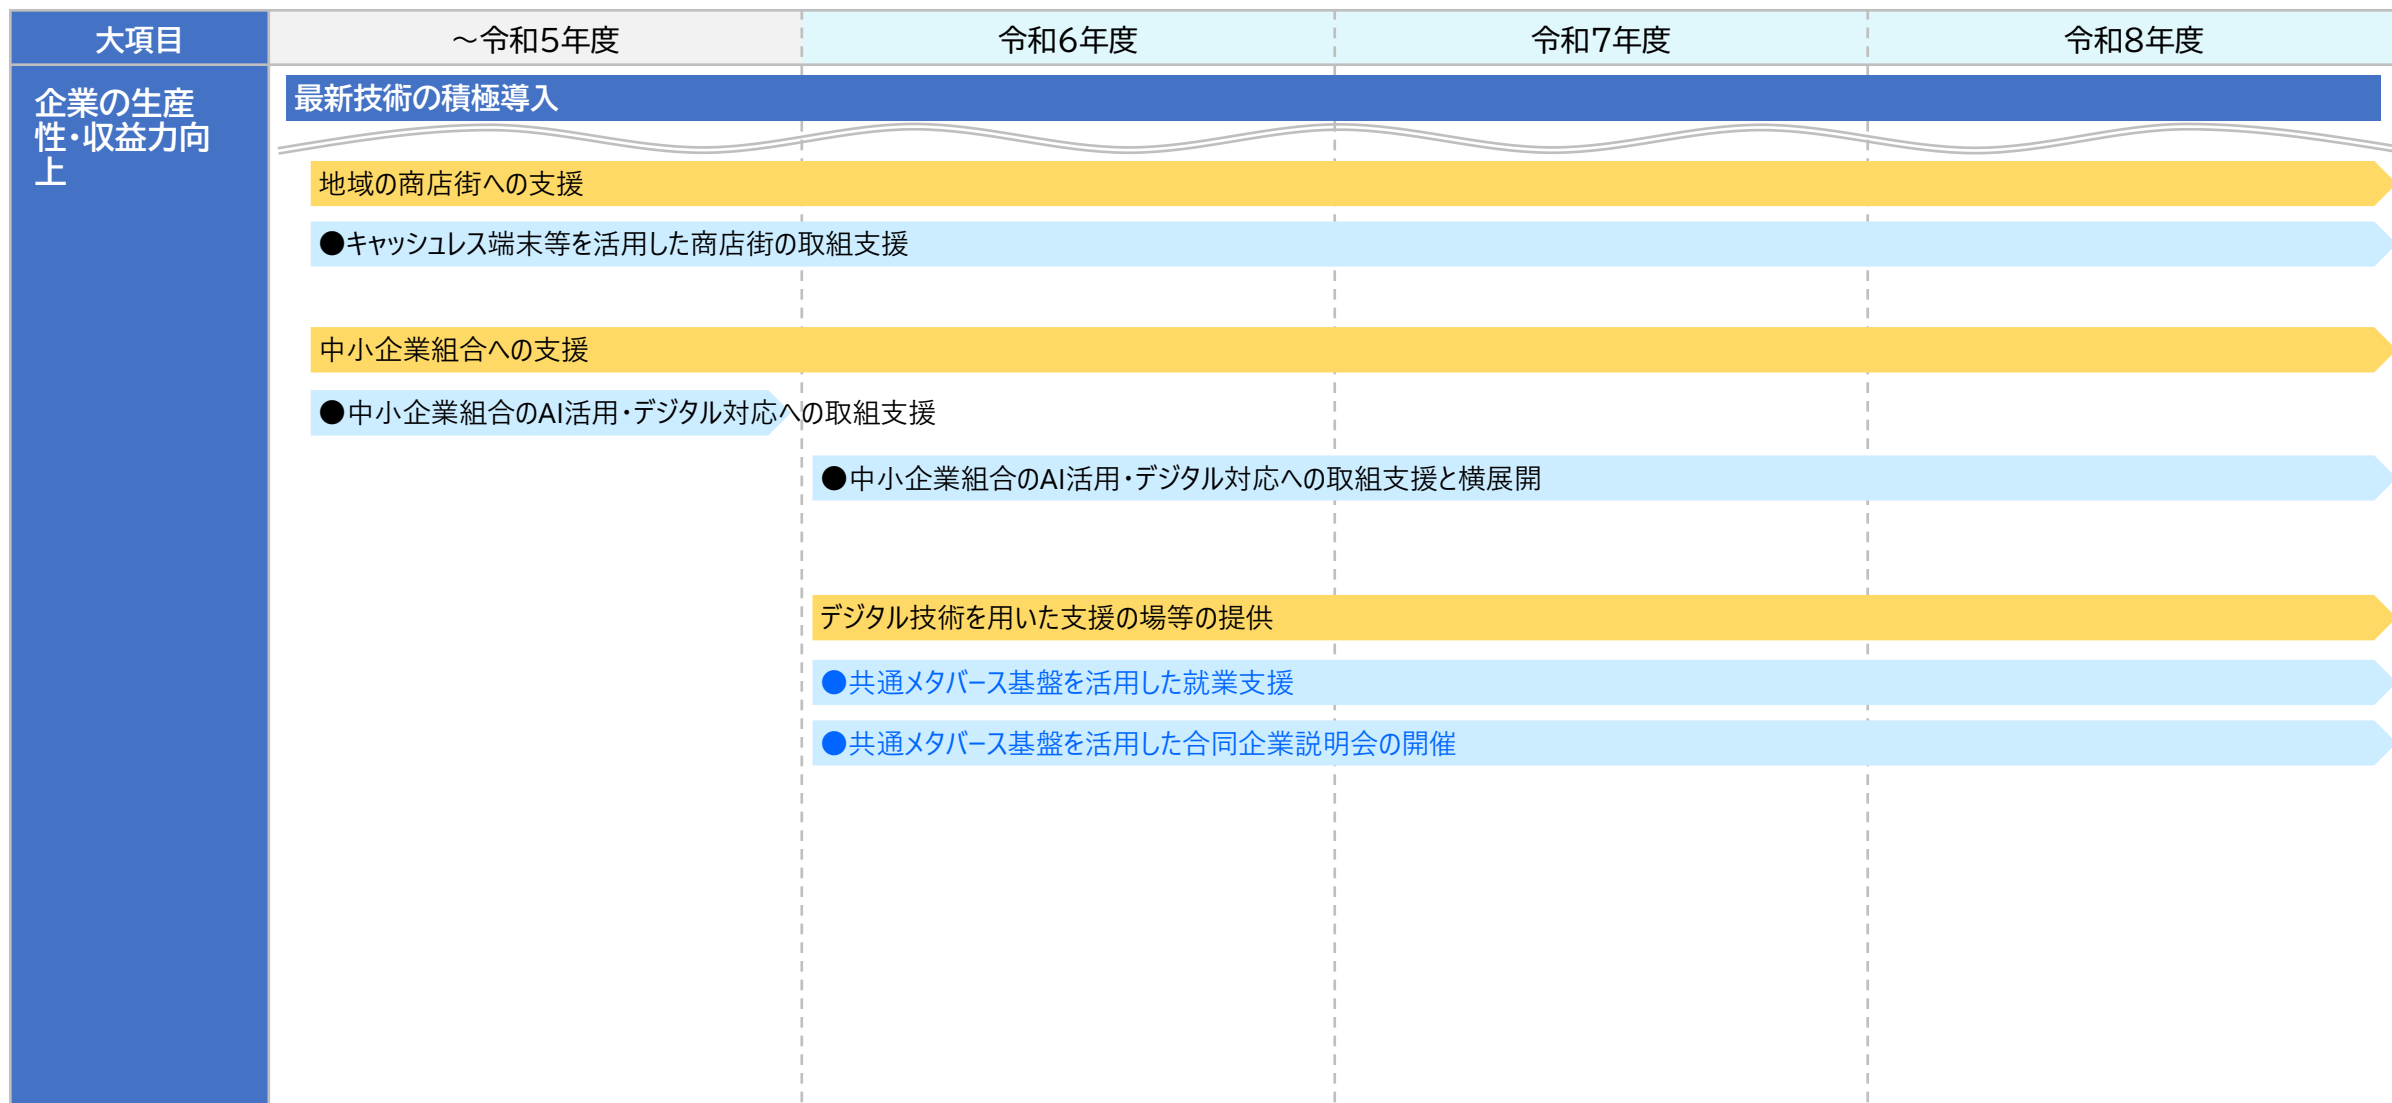 大項目
～令和5年度
令和6年度
令和7年度
令和8年度
企業の生産
性・収益力向
上
最新技術の積極導入
地域の商店街への支援
●キャッシュレス端末等を活用した商店街の取組支援
中小企業組合への支援
●中小企業組合のAI活用・デジタル対応への取組支援
●中小企業組合のAI活用・デジタル対応への取組支援と横展開
デジタル技術を用いた支援の場等の提供
●共通メタバース基盤を活用した就業支援
●共通メタバース基盤を活用した合同企業説明会の開催